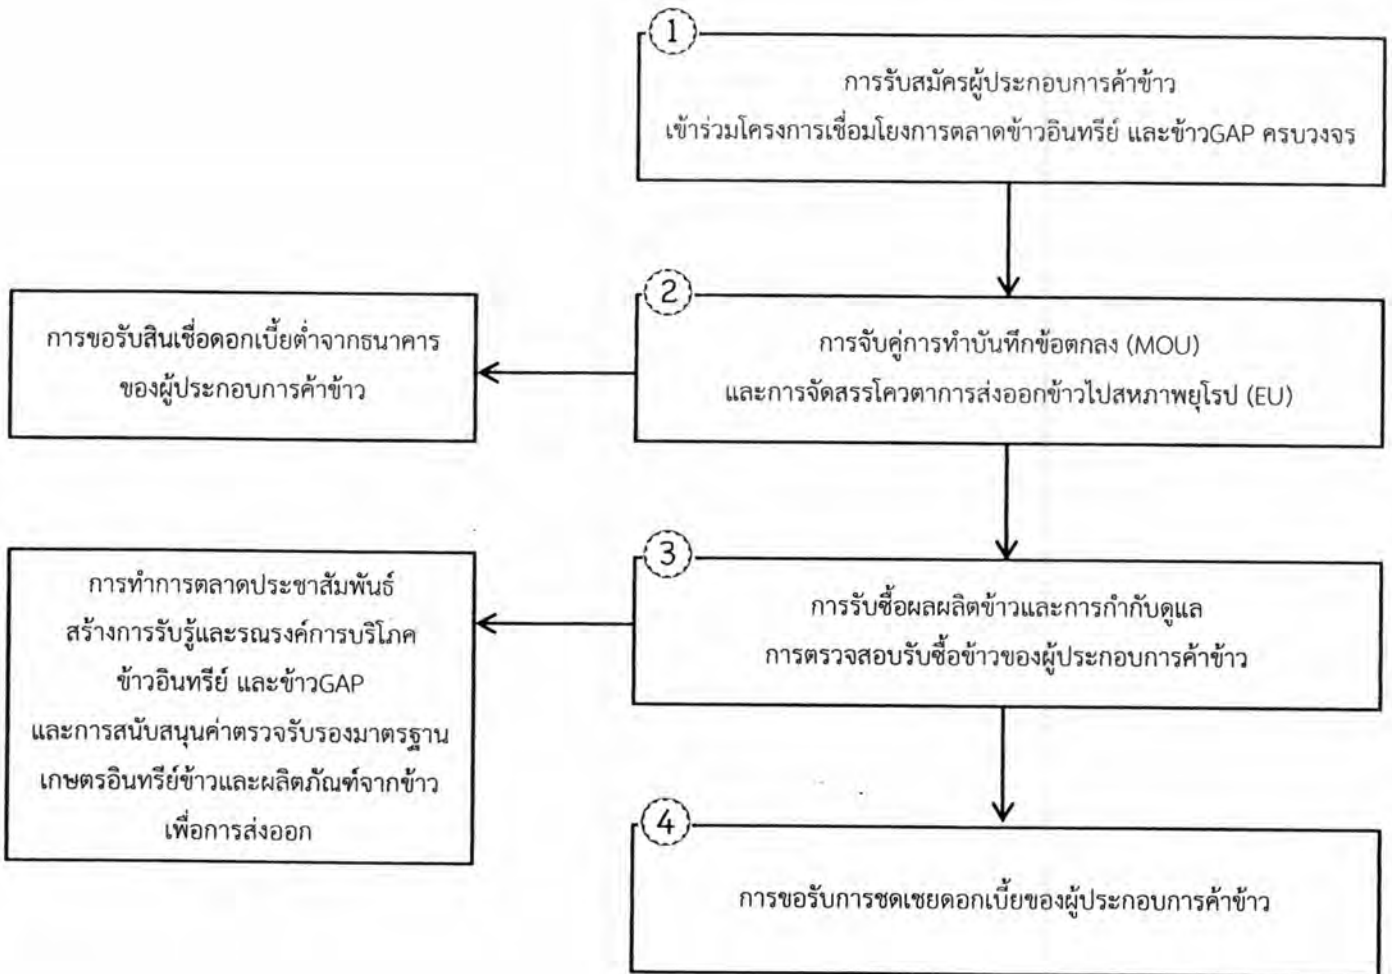 1
การรับสมัครผู้ประกอบการค้าข้าว
เข้าร่วมโครงการเชื่อมโยงการตลาดข้าวอินทรีย์ และข้าวGAP ครบวงจร
2
การจับคู่การทำบันทึกข้อตกลง (MOU)
และการจัดสรรโควตาการส่งออกข้าวไปสหภาพยุโรป (EU)
การขอรับสินเชื่อดอกเบี้ยต่ำจากธนาคาร
ของผู้ประกอบการค้าข้าว
3
การรับซื้อผลผลิตข้าวและการกำกับดูแล
การตรวจสอบรับซื้อข้าวของผู้ประกอบการค้าข้าว
การทำการตลาดประชาสัมพันธ์
สร้างการรับรู้และรณรงค์การบริโภค
ข้าวอินทรีย์ และข้าวGAP
และการสนับสนุนค่าตรวจรับรองมาตรฐาน
เกษตรอินทรีย์ข้าวและผลิตภัณฑ์จากข้าว
เพื่อการส่งออก
4
การขอรับการชดเชยดอกเบี้ยของผู้ประกอบการค้าข้าว